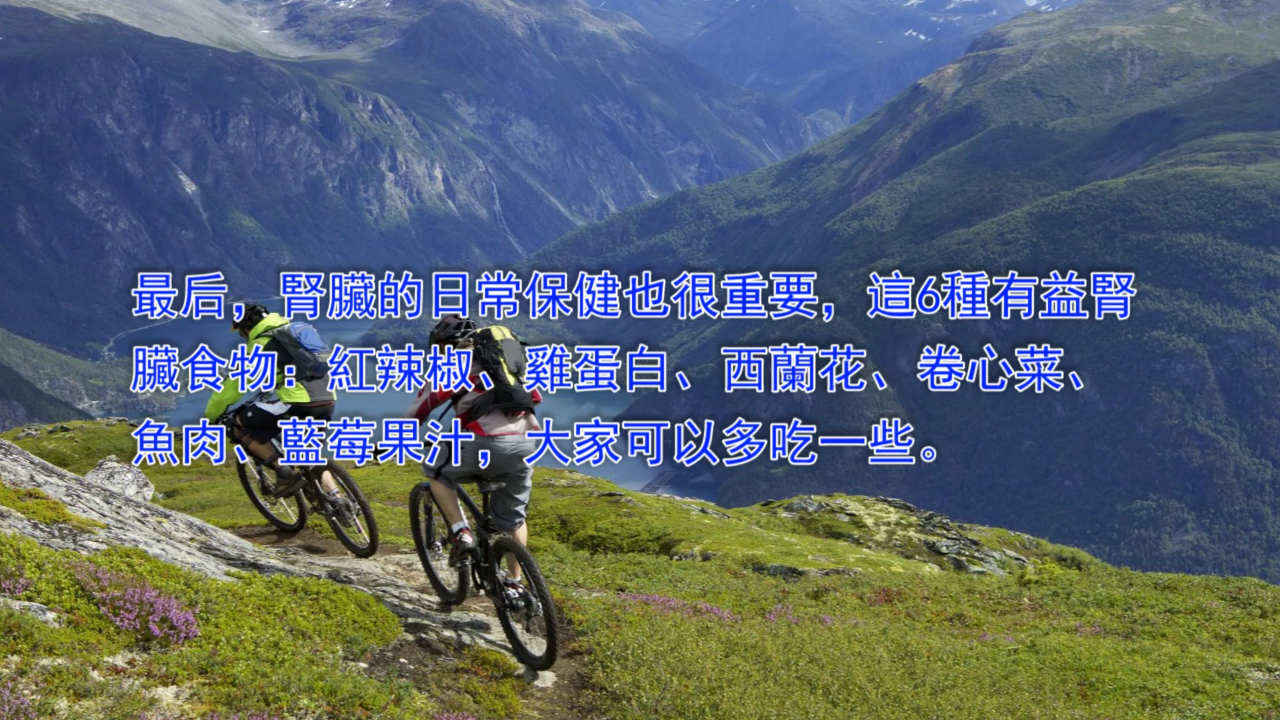 最后，腎臟的日常保健也很重要，這6種有益腎
臟食物：紅辣椒、雞蛋白、西蘭花、卷心菜、
魚肉、藍莓果汁，大家可以多吃一些。